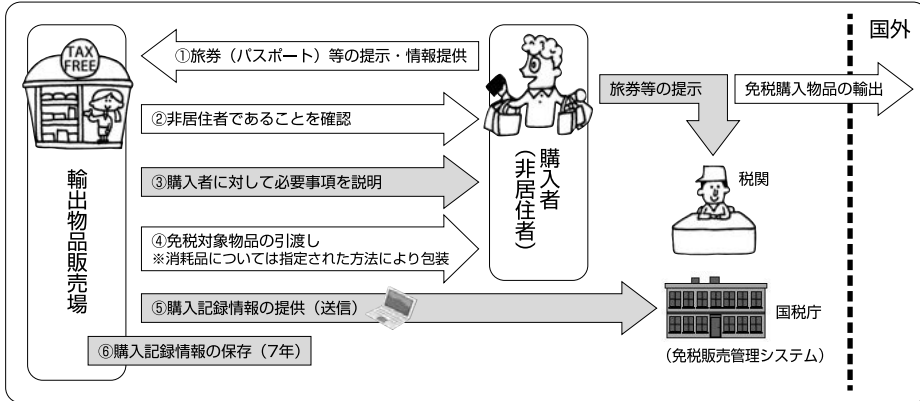 国外
TAX
FREE
①旅券（パスポート）等の提示・情報提供
旅券等の提示
免税購入物品の輸出
②非居住者であることを確認
③購入者に対して必要事項を説明
税関
輸出物品販売場
購入者
（非居住者）
④免税対象物品の引渡し
※消耗品については指定された方法により包装
⑤購入記録情報の提供（送信）
国税庁
⑥購入記録情報の保存（7年）
（免税販売管理システム）